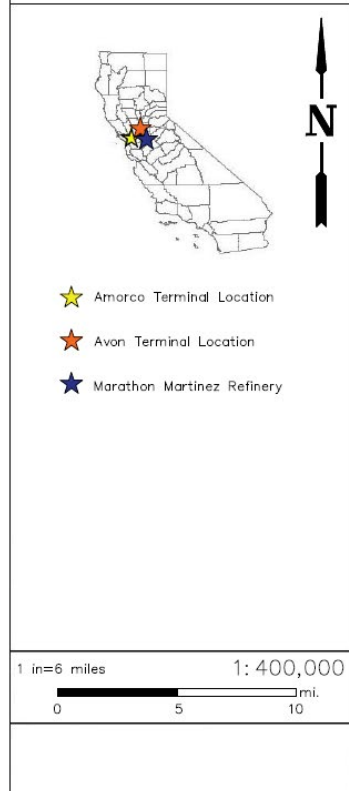 N
Amorco Terminal Location
Avon Terminal Location
Marathon Martinez Refinery
1 in=6 miles 1:400,000
mi.
0 5 10